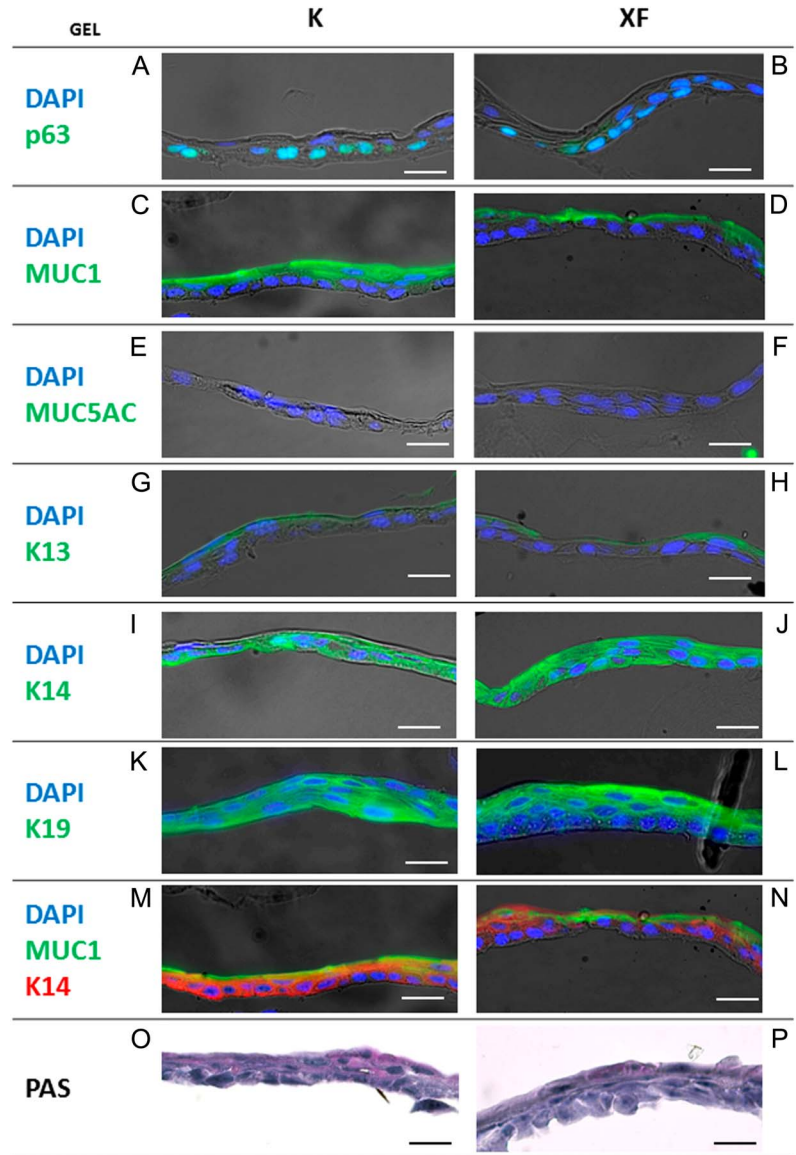 GEL K XF
A B
DAPI
p63
C D
DAPI
MUC1
E F
DAPI
MUC5AC
G H
DAPI
K13
I J
DAPI
K14
K L
DAPI
K19
M N
DAPI
MUC1
K14
O P
PAS